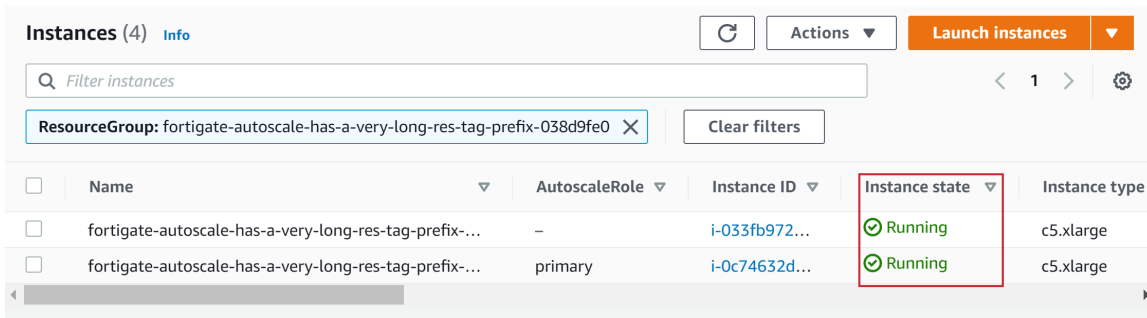 Instances (4) Info
Actions
Launch instances
Filter instances
1
ResourceGroup: fortigate-autoscale-has-a-very-long-res-tag-prefix-038d9fe0
Clear filters
Name AutoscaleRole Instance ID Instance state Instance type
fortigate-autoscale-has-a-very-long-res-tag-prefix-... – i-033fb972... Running c5.xlarge
fortigate-autoscale-has-a-very-long-res-tag-prefix-... primary i-0c74632d... Running c5.xlarge